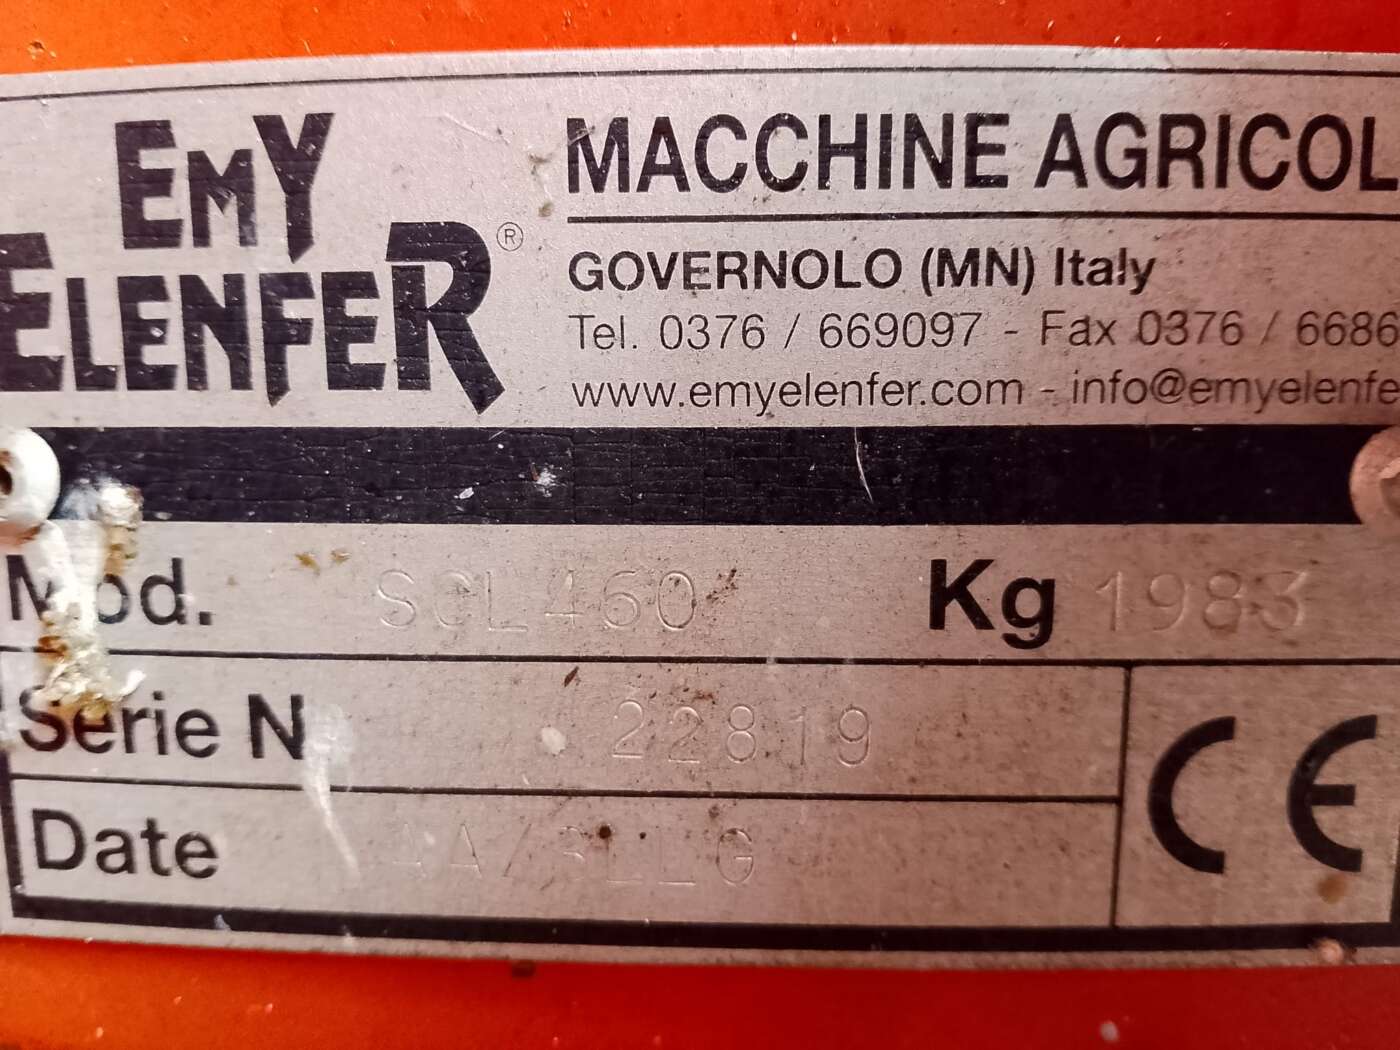 EMY
ELENFER®
MACCHINE AGRICOL
GOVERNOLO (MN) Italy
Tel. 0376 / 669097 - Fax 0376 / 6686
www.emyelenfer.com - info@emyelenfe
Mod. SCL460 Kg 1983
Serie N 22819
Date
CE